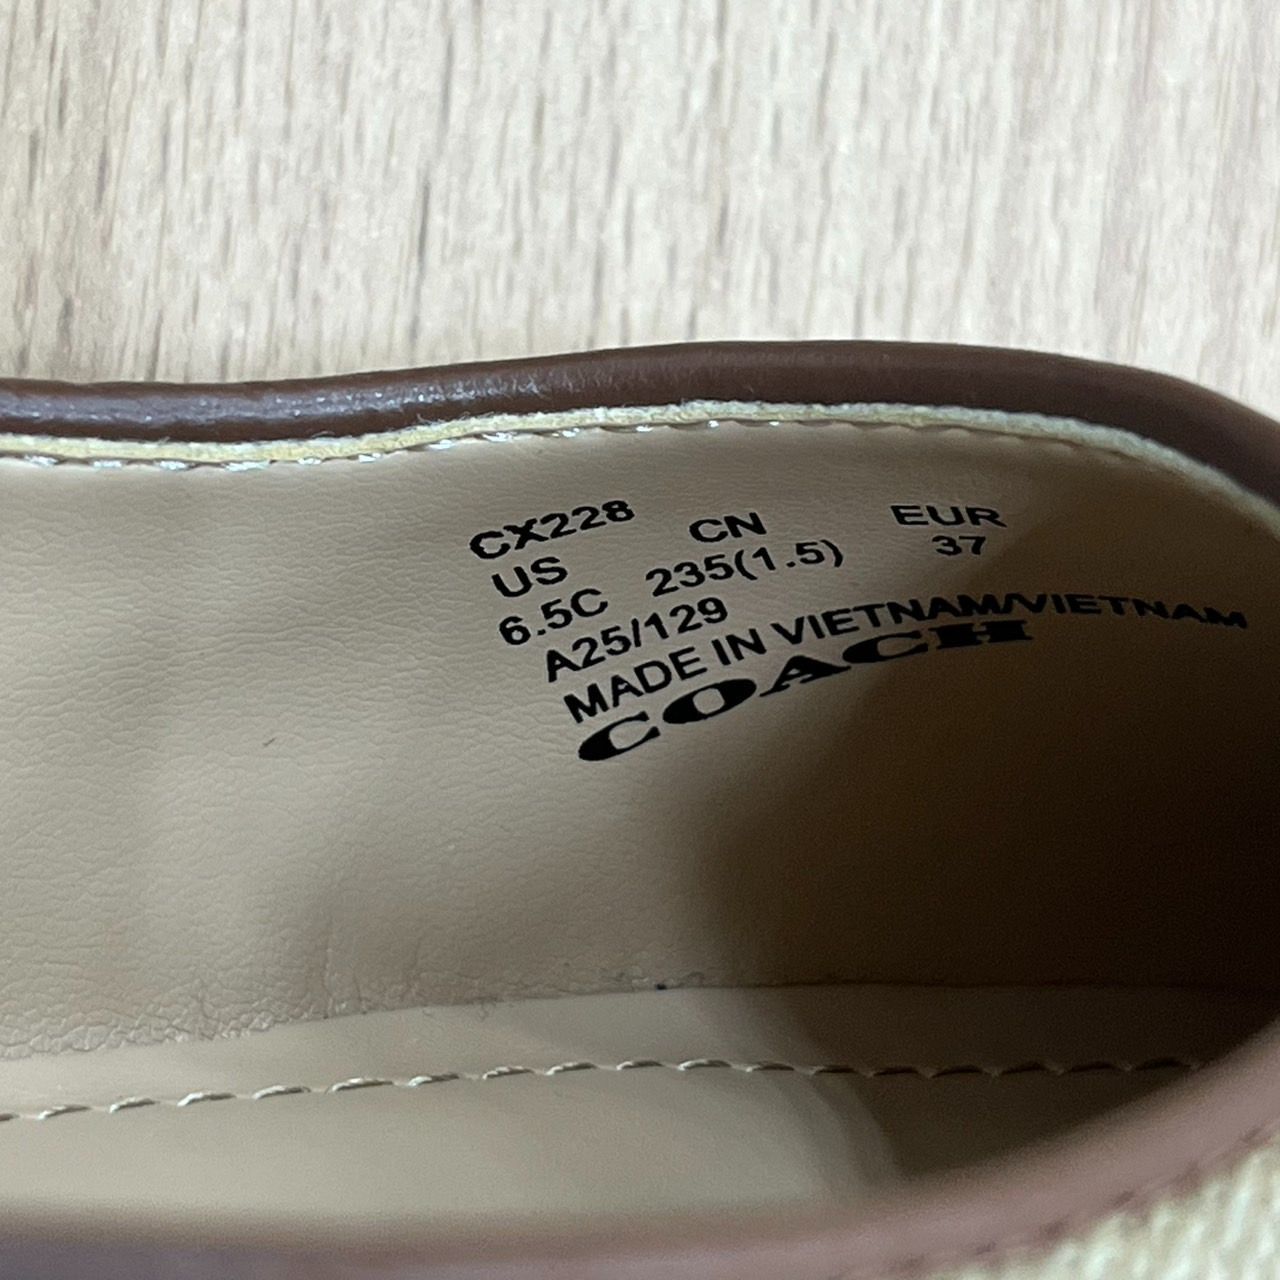 CX228
US CN EUR
6.5C 235(1.5) 37
A25/129
MADE IN VIETNAM/VIETNAM
COACH